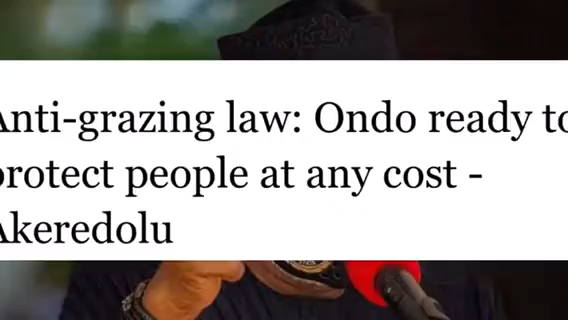 Anti-grazing law: Ondo ready to
protect people at any cost -
Akeredolu